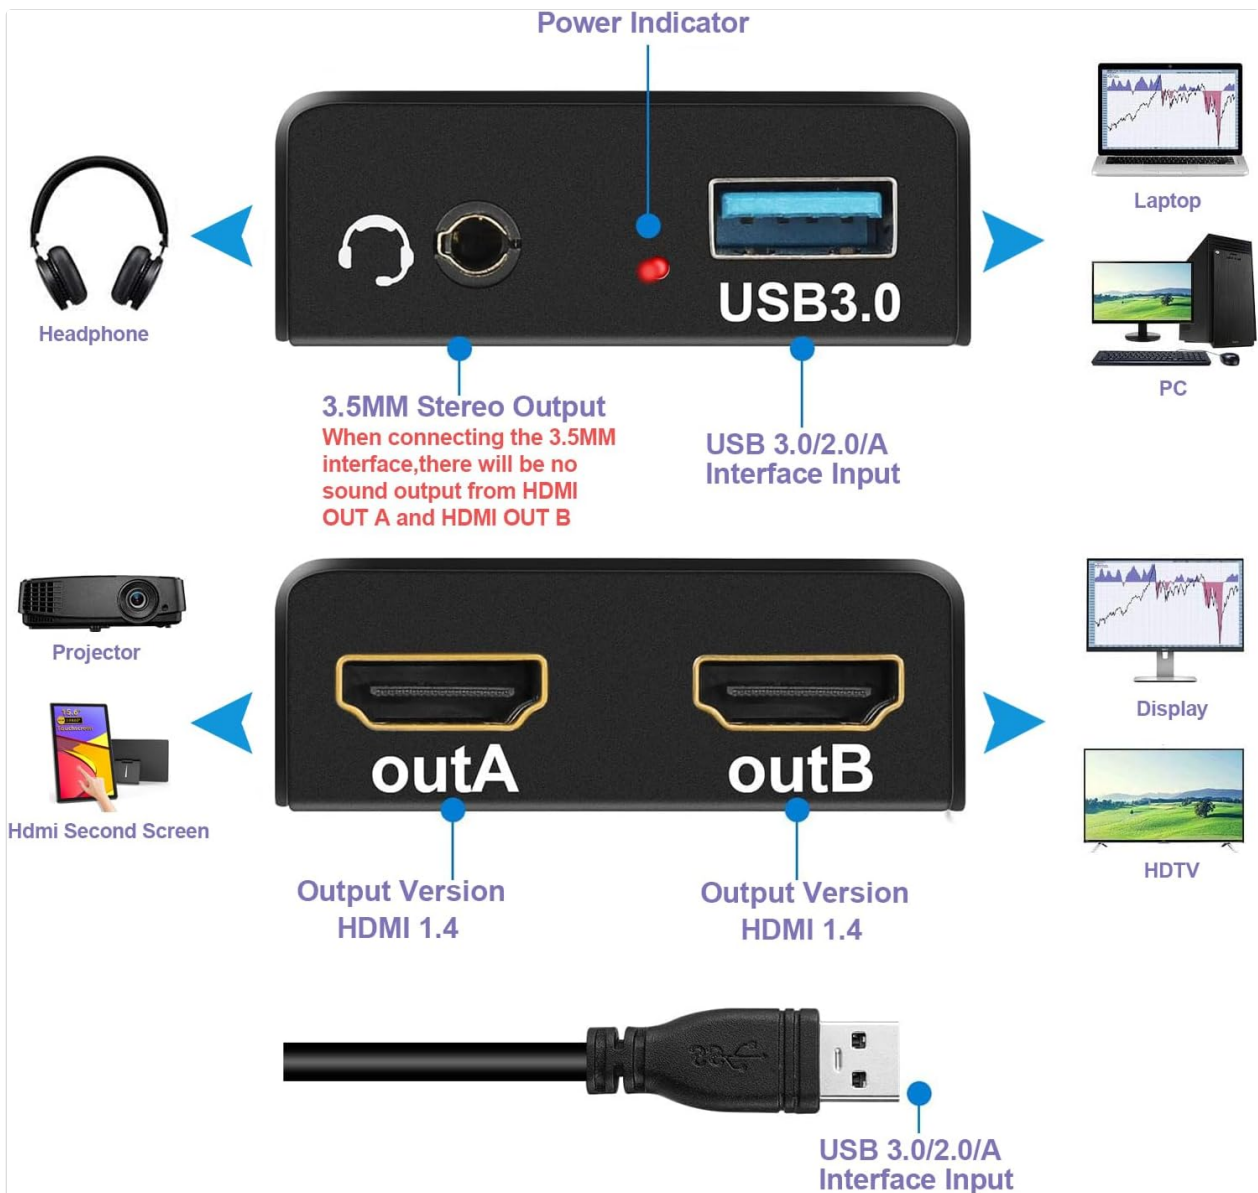 Power Indicator
Laptop
Headphone
USB3.0
PC
3.5MM Stereo Output
When connecting the 3.5MM
interface,there will be no
sound output from HDMI
OUT A and HDMI OUT B
USB 3.0/2.0/A
Interface Input
Projector
15.6"
Touchscreen
Display
Hdmi Second Screen
outA
outB
HDTV
Output Version
HDMI 1.4
Output Version
HDMI 1.4
USB 3.0/2.0/A
Interface Input